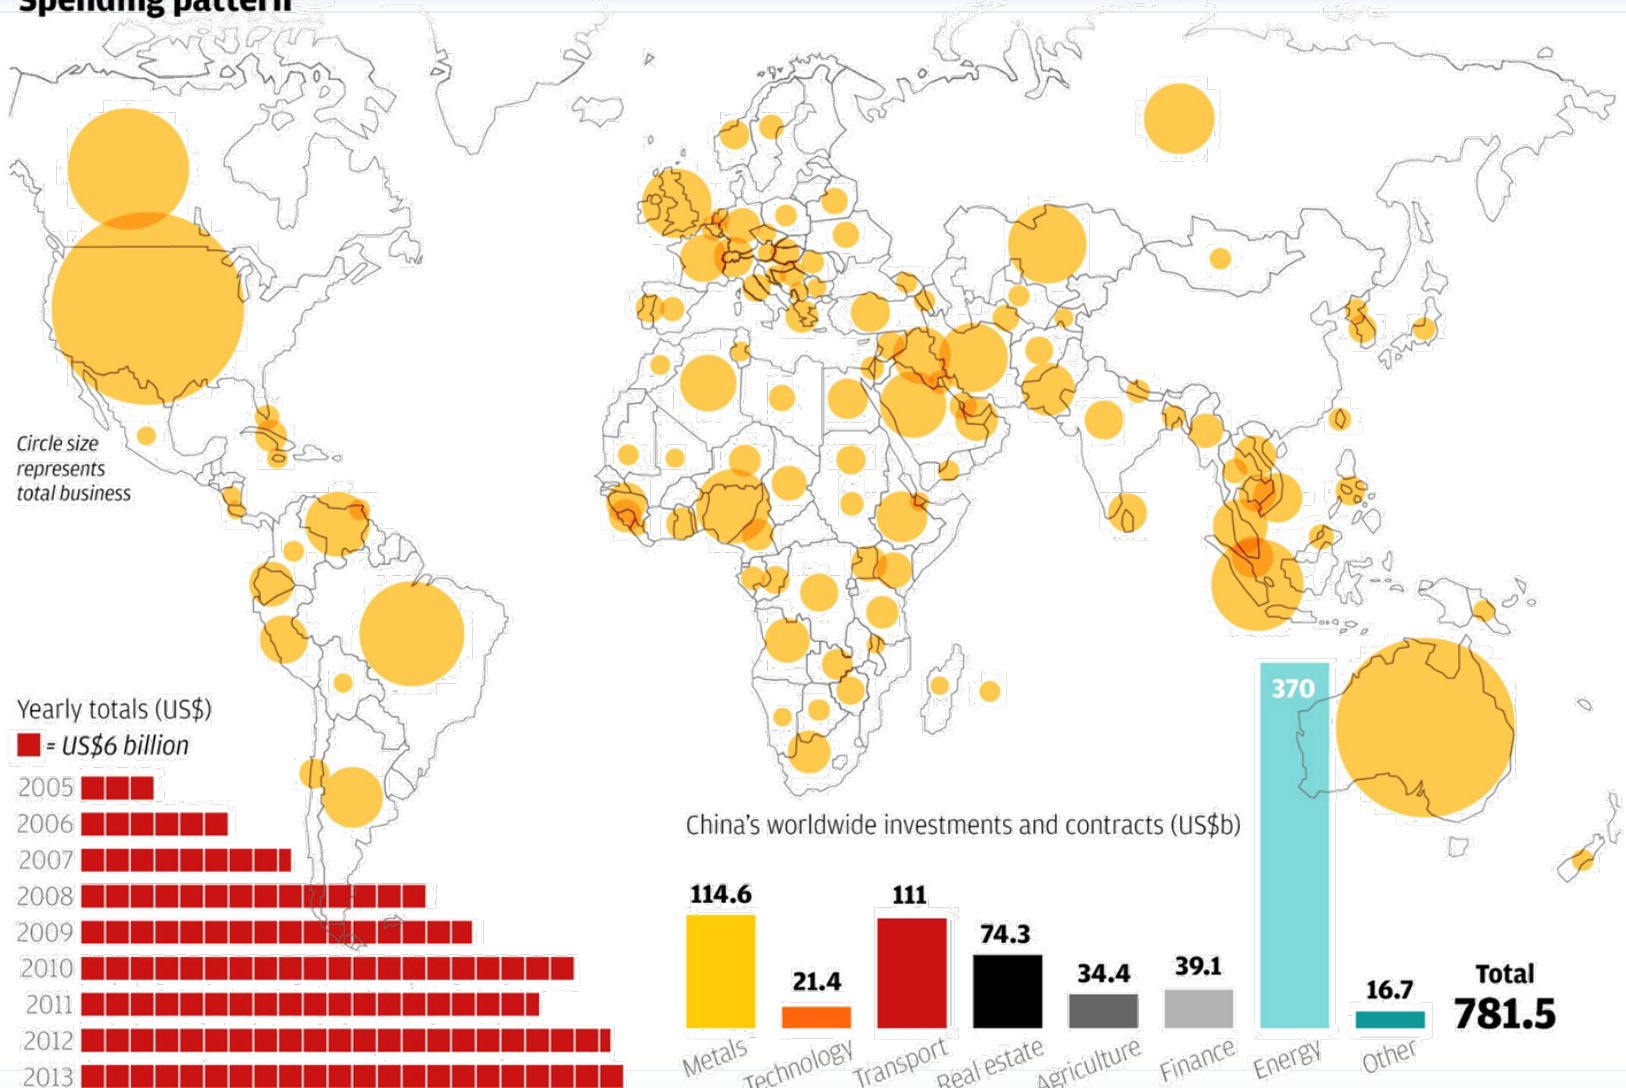 Spending pattern
Circle size
represents
total business
Yearly totals (US$)
= US$6 billion
2005
2006
2007
2008
2009
2010
2011
2012
2013
China's worldwide investments and contracts (US$b)
114.6
21.4
111
74.3
34.4
39.1
370
16.7
Metals
Technology
Transport
Real estate
Agriculture
Finance
Energy
Other
Total
781.5